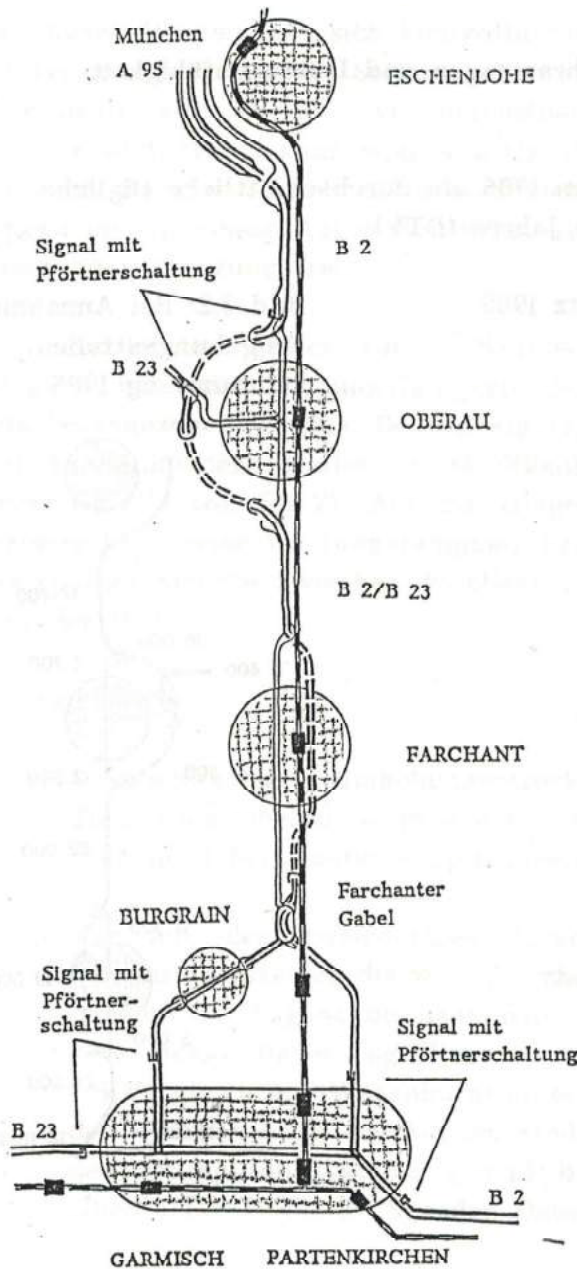 München
A 95
ESCHENLOHE
B 2
Signal mit
Pförtnerschaltung
B 23
OBERAU
B 2/B 23
FARCHANT
Farchanter
Gabel
BURGRAIN
Signal mit
Pförtner-
schaltung
Signal mit
Pförtnerschaltung
B 23
B 2
GARMISCH PARTENKIRCHEN